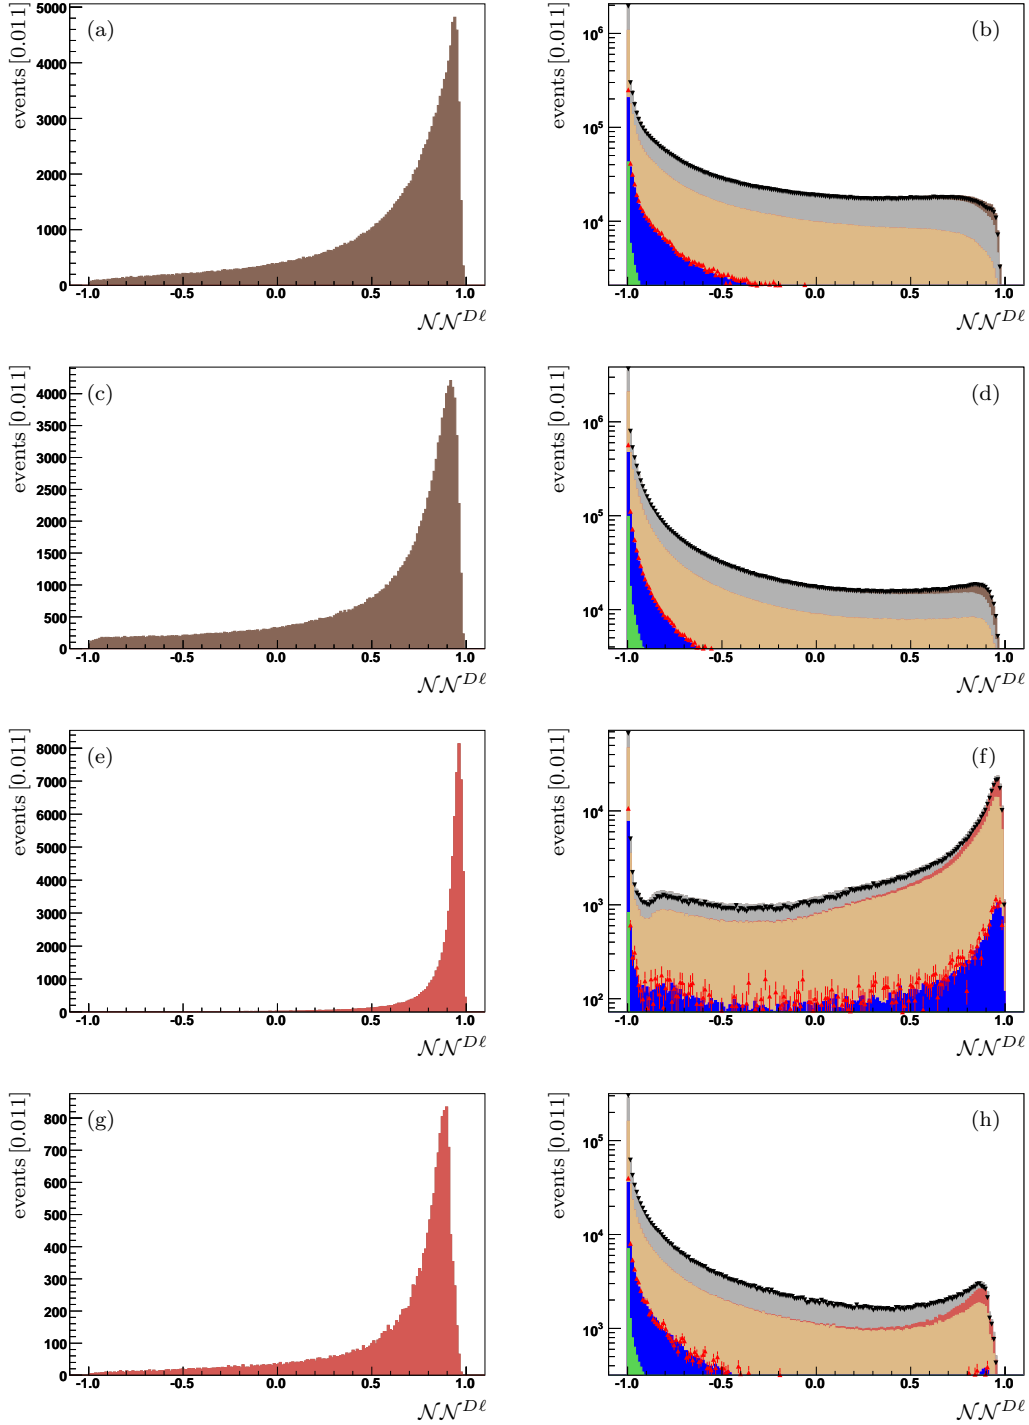 events [0.011]
(a)
5000
4000
3000
2000
1000
0
-1.0 -0.5 0.0 0.5 1.0
𝒩𝒩^{Dℓ}
events [0.011]
(b)
10^6
10^5
10^4
-1.0 -0.5 0.0 0.5 1.0
𝒩𝒩^{Dℓ}
events [0.011]
(c)
4000
3500
3000
2500
2000
1500
1000
500
0
-1.0 -0.5 0.0 0.5 1.0
𝒩𝒩^{Dℓ}
events [0.011]
(d)
10^6
10^5
10^4
-1.0 -0.5 0.0 0.5 1.0
𝒩𝒩^{Dℓ}
events [0.011]
(e)
8000
7000
6000
5000
4000
3000
2000
1000
0
-1.0 -0.5 0.0 0.5 1.0
𝒩𝒩^{Dℓ}
events [0.011]
(f)
10^4
10^3
10^2
-1.0 -0.5 0.0 0.5 1.0
𝒩𝒩^{Dℓ}
events [0.011]
(g)
800
700
600
500
400
300
200
100
0
-1.0 -0.5 0.0 0.5 1.0
𝒩𝒩^{Dℓ}
events [0.011]
(h)
10^5
10^4
10^3
-1.0 -0.5 0.0 0.5 1.0
𝒩𝒩^{Dℓ}